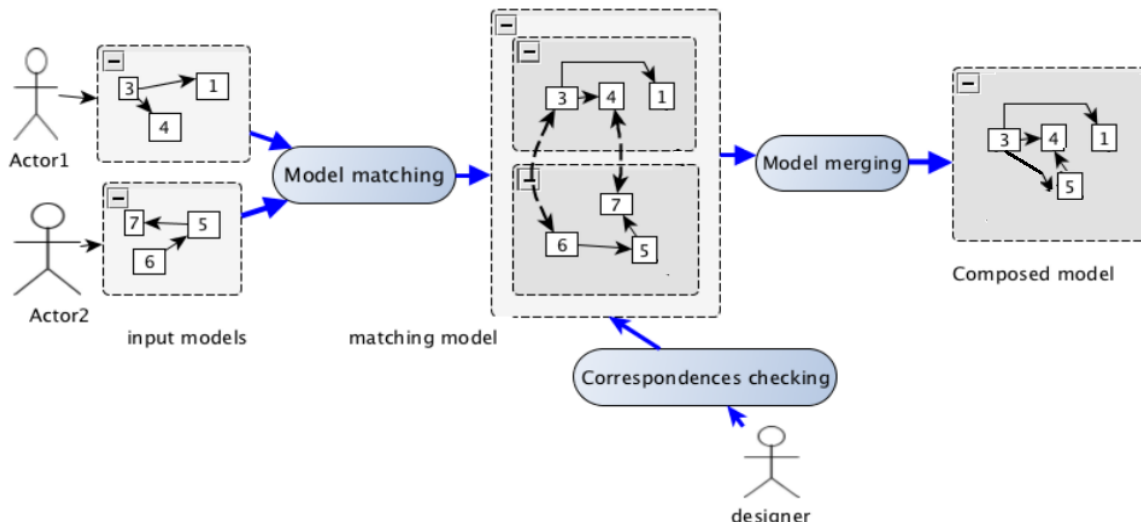 Actor1
3
1
4
7
5
6
Actor2
input models
Model matching
3
4
1
7
6
5
matching model
Correspondences checking
designer
Model merging
3
4
1
5
Composed model